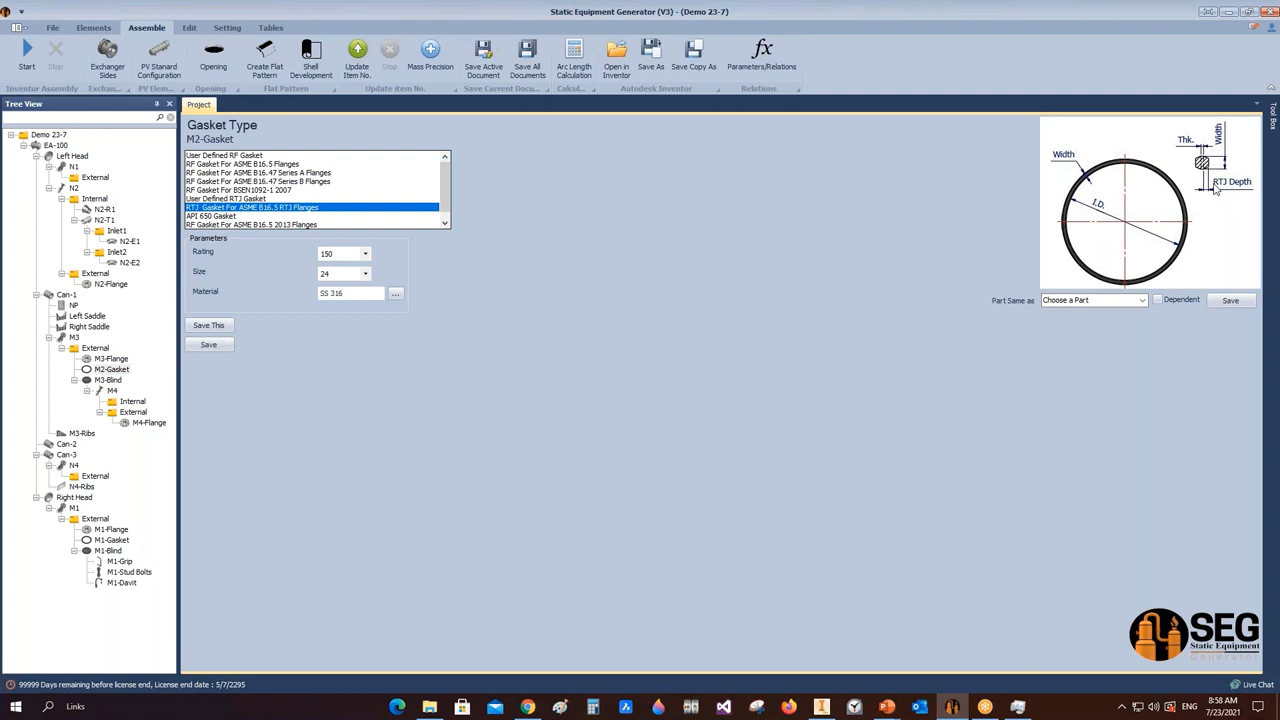 Static Equipment Generator (V3) - (Demo 23-7)
File Elements Assemble Edit Setting Tables
Start Stop Exchanger Sides PV Standard Configuration Opening Create Flat Pattern Shell Development Update Item No. Stop Mass Precision Save Active Document Save All Documents Arc Length Calculation Open in Inventor Save As Save Copy As Parameters/Relations
Inventor Assembly Exchan... PV Elem... Opening Flat Pattern Update item No. Save Current Docum... Calcul... Autodesk Inventor Relations
Tree View
Project
Demo 23-7
EA-100
Left Head
N1
External
N2
Internal
N2-R1
N2-T1
Inlet1
N2-E1
Inlet2
N2-E2
External
N2-Flange
Can-1
NP
Left Saddle
Right Saddle
M3
External
M3-Flange
M2-Gasket
M3-Blind
M4
Internal
External
M4-Flange
M3-Ribs
Can-2
Can-3
N4
External
N4-Ribs
Right Head
M1
External
M1-Flange
M1-Gasket
M1-Blind
M1-Grip
M1-Stud Bolts
M1-Davit
Gasket Type
M2-Gasket
User Defined RF Gasket
RF Gasket For ASME B16.5 Flanges
RF Gasket For ASME B16.47 Series A Flanges
RF Gasket For ASME B16.47 Series B Flanges
RF Gasket For BSEN1092-1 2007
User Defined RTJ Gasket
RTJ Gasket For ASME B16.5 RTJ Flanges
API 650 Gasket
RF Gasket For ASME B16.5 2013 Flanges
Parameters
Rating 150
Size 24
Material SS 316 ...
Save This
Save
Thk.
Width
Width
RTJ Depth
I.D.
Part Same as Choose a Part Dependent Save
Tool Box
SEG
Static Equipment
Generator
99999 Days remaining before license end, License end date : 5/7/2295
Live Chat
Links
8:58 AM
7/23/2021